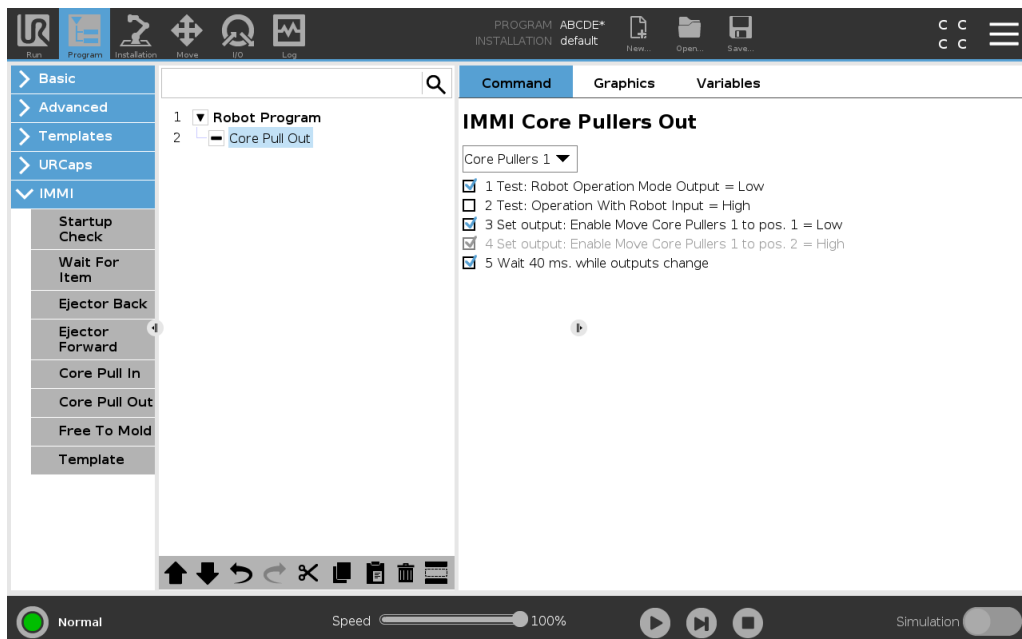 PROGRAM ABCDE*
INSTALLATION default
C C
C C
Run Program Installation Move I/O Log New... Open... Save...
Basic
Advanced
Templates
URCaps
IMMI
Startup
Check
Wait For
Item
Ejector Back
Ejector
Forward
Core Pull In
Core Pull Out
Free To Mold
Template
1 Robot Program
2 Core Pull Out
Command Graphics Variables
IMMI Core Pullers Out
Core Pullers 1
1 Test: Robot Operation Mode Output = Low
2 Test: Operation With Robot Input = High
3 Set output: Enable Move Core Pullers 1 to pos. 1 = Low
4 Set output: Enable Move Core Pullers 1 to pos. 2 = High
5 Wait 40 ms. while outputs change
Normal
Speed 100%
Simulation